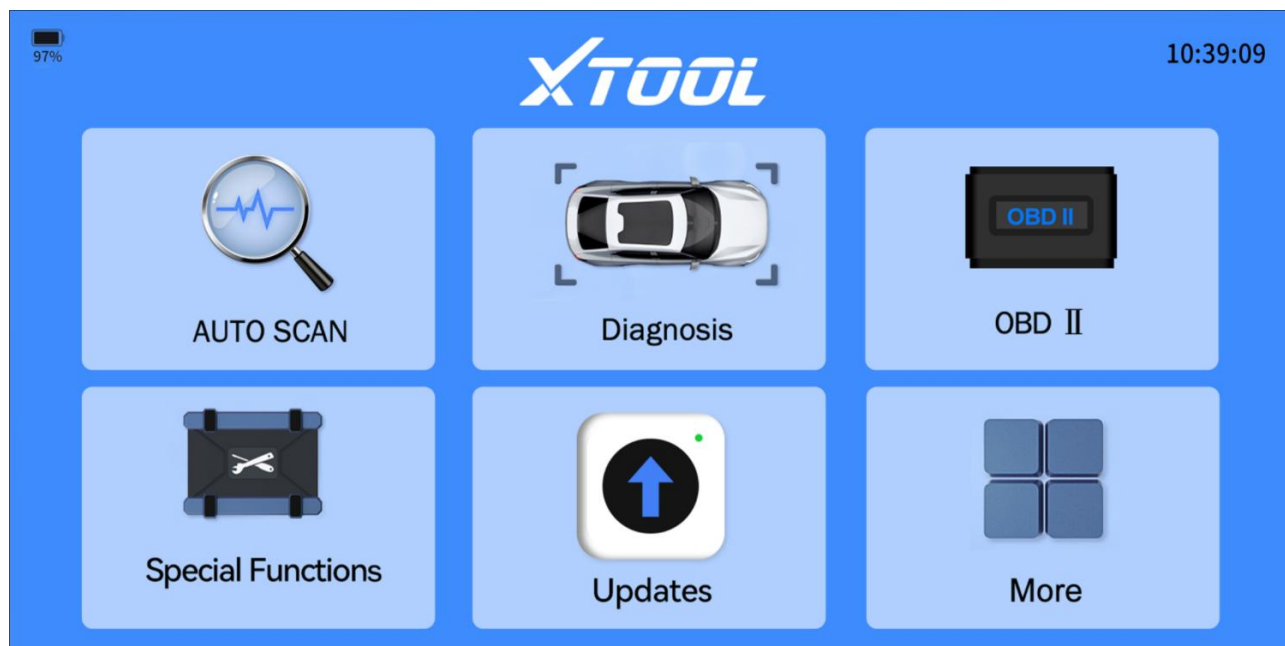 97%
XTOOL
10:39:09
AUTO SCAN
Diagnosis
OBD II
OBD Ⅱ
Special Functions
Updates
More